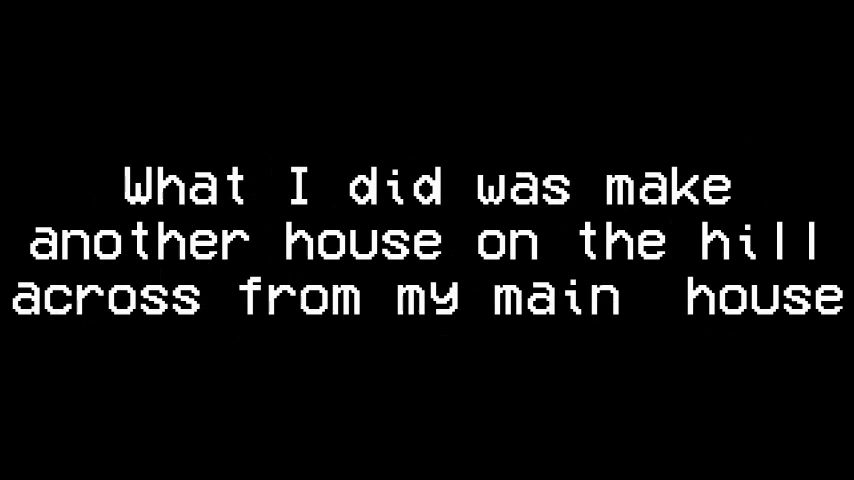 What I did was make
another house on the hill
across from my main  house